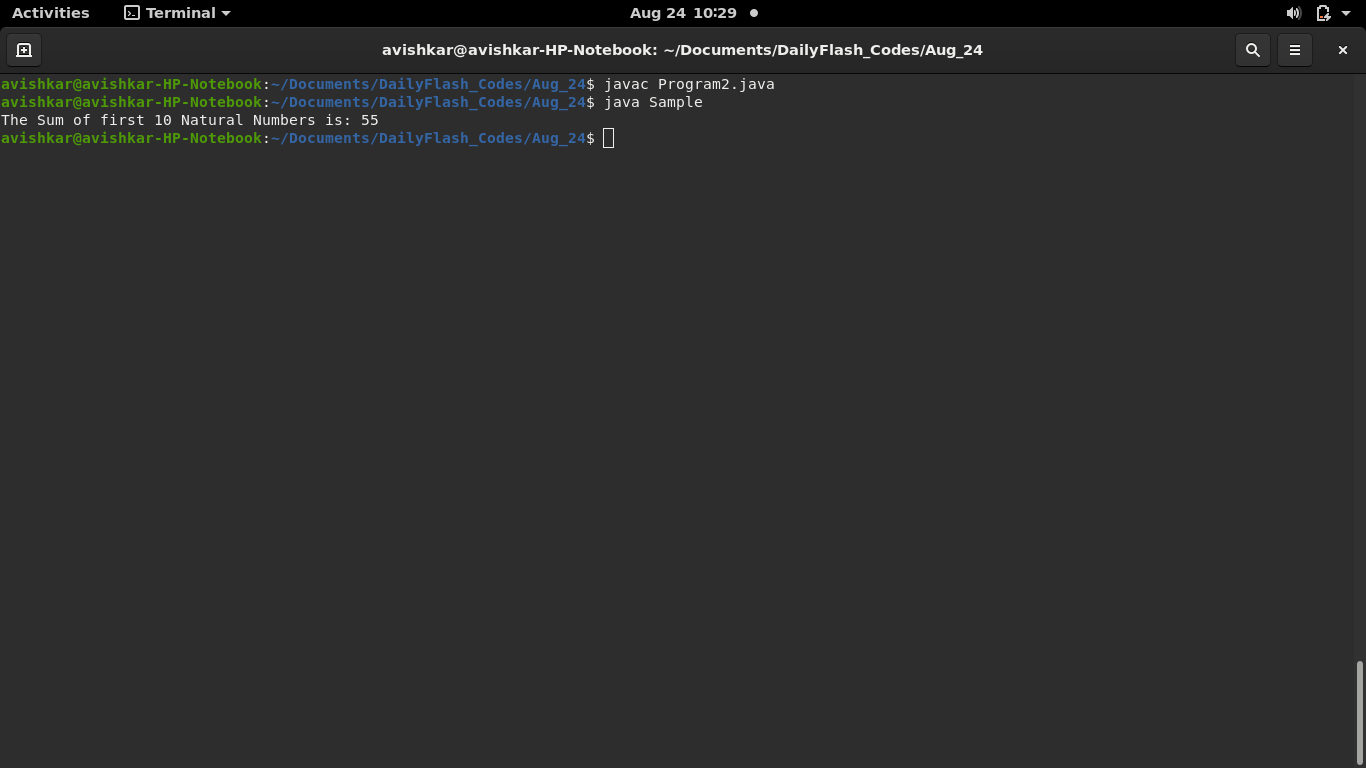 Activities Terminal Aug 24 10:29
avishkar@avishkar-HP-Notebook: ~/Documents/DailyFlash_Codes/Aug_24
avishkar@avishkar-HP-Notebook:~/Documents/DailyFlash_Codes/Aug_24$ javac Program2.java
avishkar@avishkar-HP-Notebook:~/Documents/DailyFlash_Codes/Aug_24$ java Sample
The Sum of first 10 Natural Numbers is: 55
avishkar@avishkar-HP-Notebook:~/Documents/DailyFlash_Codes/Aug_24$